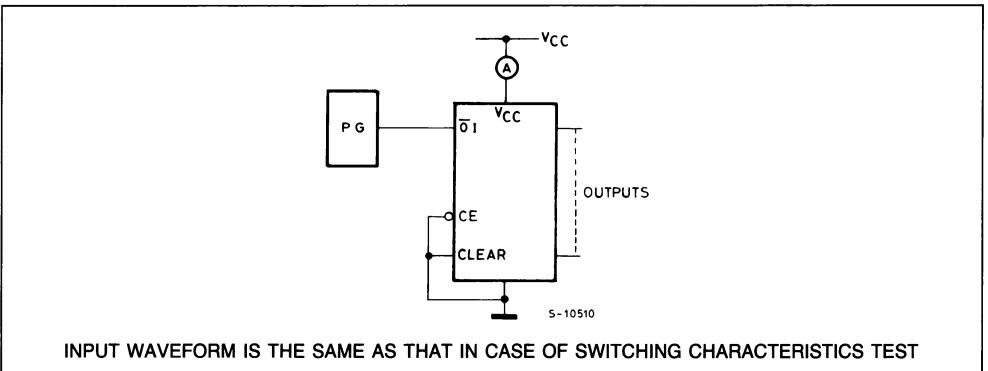 VCC
A
VCC
PG
O̅I
OUTPUTS
CE
CLEAR
S-10510
INPUT WAVEFORM IS THE SAME AS THAT IN CASE OF SWITCHING CHARACTERISTICS TEST